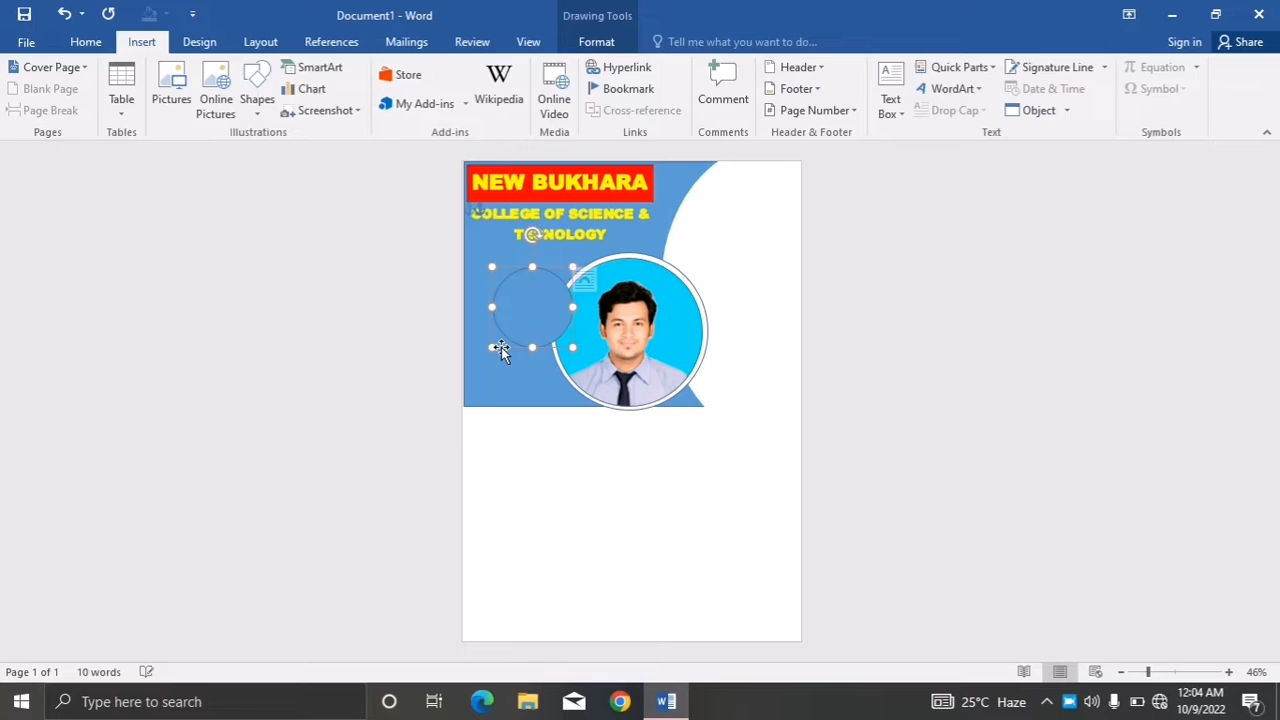 Document1 - Word
Drawing Tools
File
Home
Insert
Design
Layout
References
Mailings
Review
View
Format
Tell me what you want to do...
Sign in
Share
Cover Page
Blank Page
Page Break
Pages
Table
Tables
Pictures
Online Pictures
Shapes
SmartArt
Chart
Screenshot
Illustrations
Store
My Add-ins
Wikipedia
Add-ins
Online Video
Media
Hyperlink
Bookmark
Cross-reference
Links
Comment
Comments
Header
Footer
Page Number
Header & Footer
Text Box
Quick Parts
WordArt
Drop Cap
Signature Line
Date & Time
Object
Text
Equation
Symbol
Symbols
NEW BUKHARA
COLLEGE OF SCIENCE &
Page 1 of 1
10 words
46%
Type here to search
25°C Haze
12:04 AM
10/9/2022
7